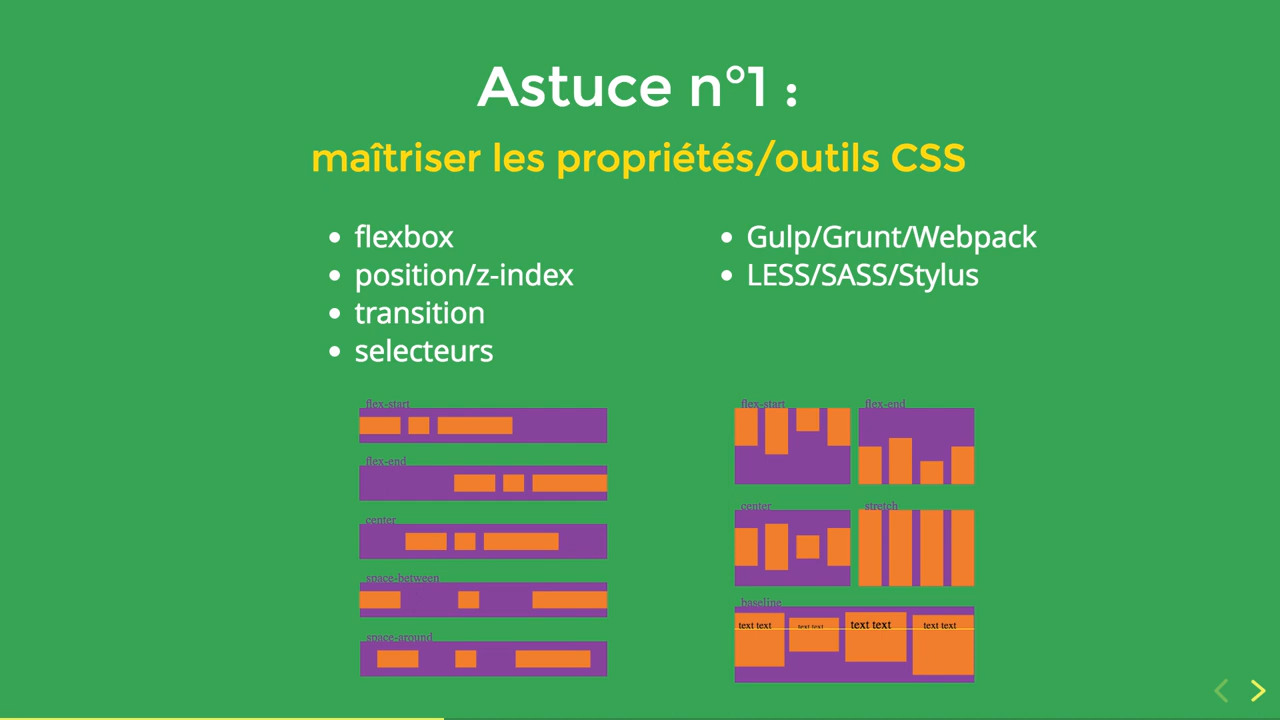 Astuce n°1 :
maîtriser les propriétés/outils CSS
flexbox
position/z-index
transition
selecteurs
Gulp/Grunt/Webpack
LESS/SASS/Stylus
flex-start
flex-end
center
space-between
space-around
flex-start flex-end
center stretch
baseline
text text text text text text text text